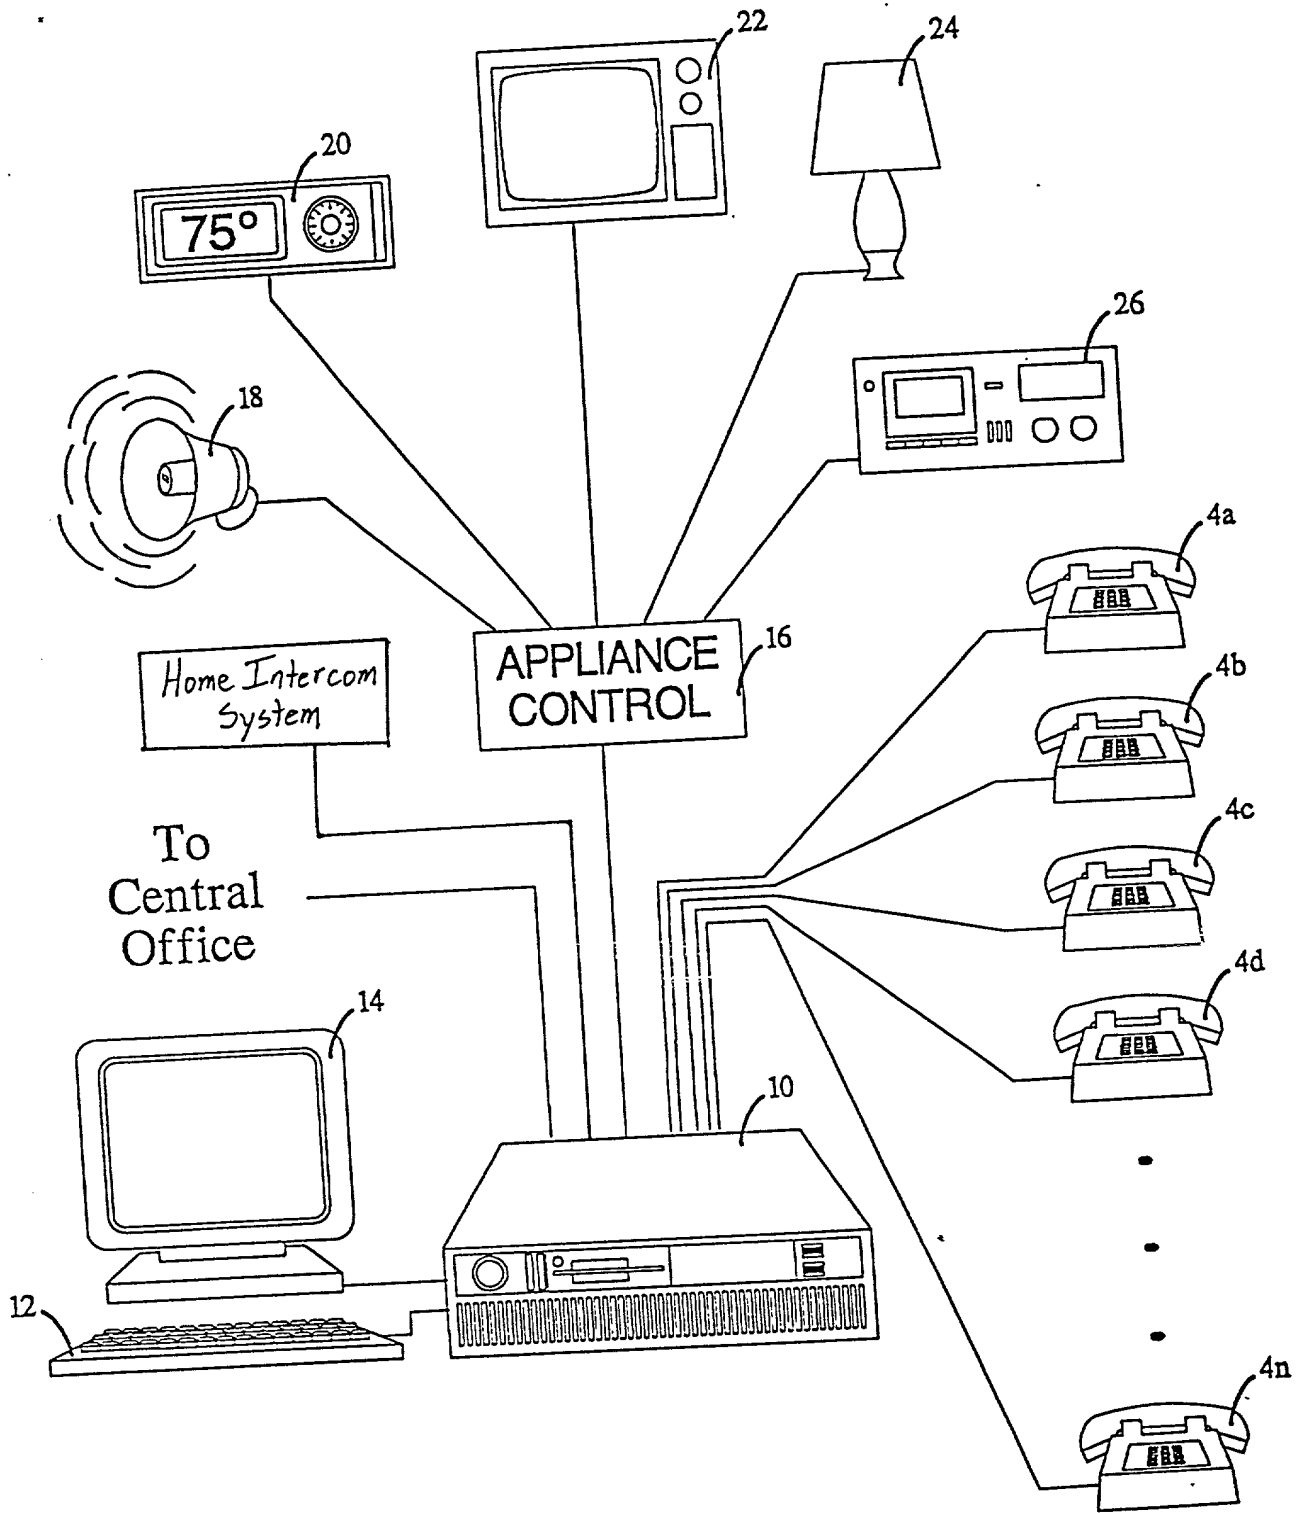 22
24
20
75°
26
18
4a
APPLIANCE
CONTROL
16
Home Intercom
System
4b
To
Central
Office
4c
4d
14
10
12
4n